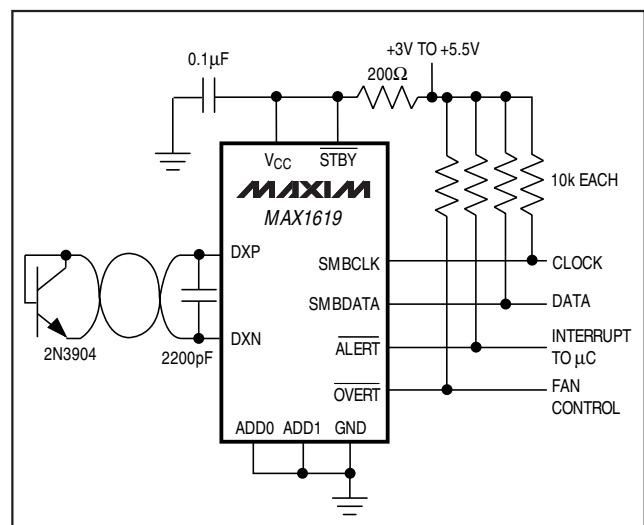 +3V TO +5.5V
0.1µF
200Ω
VCC
STBY
10k EACH
MAXIM
MAX1619
DXP
SMBCLK
CLOCK
SMBDATA
DATA
2N3904
DXN
2200pF
ALERT
INTERRUPT
TO µC
OVERT
FAN
CONTROL
ADD0
ADD1
GND